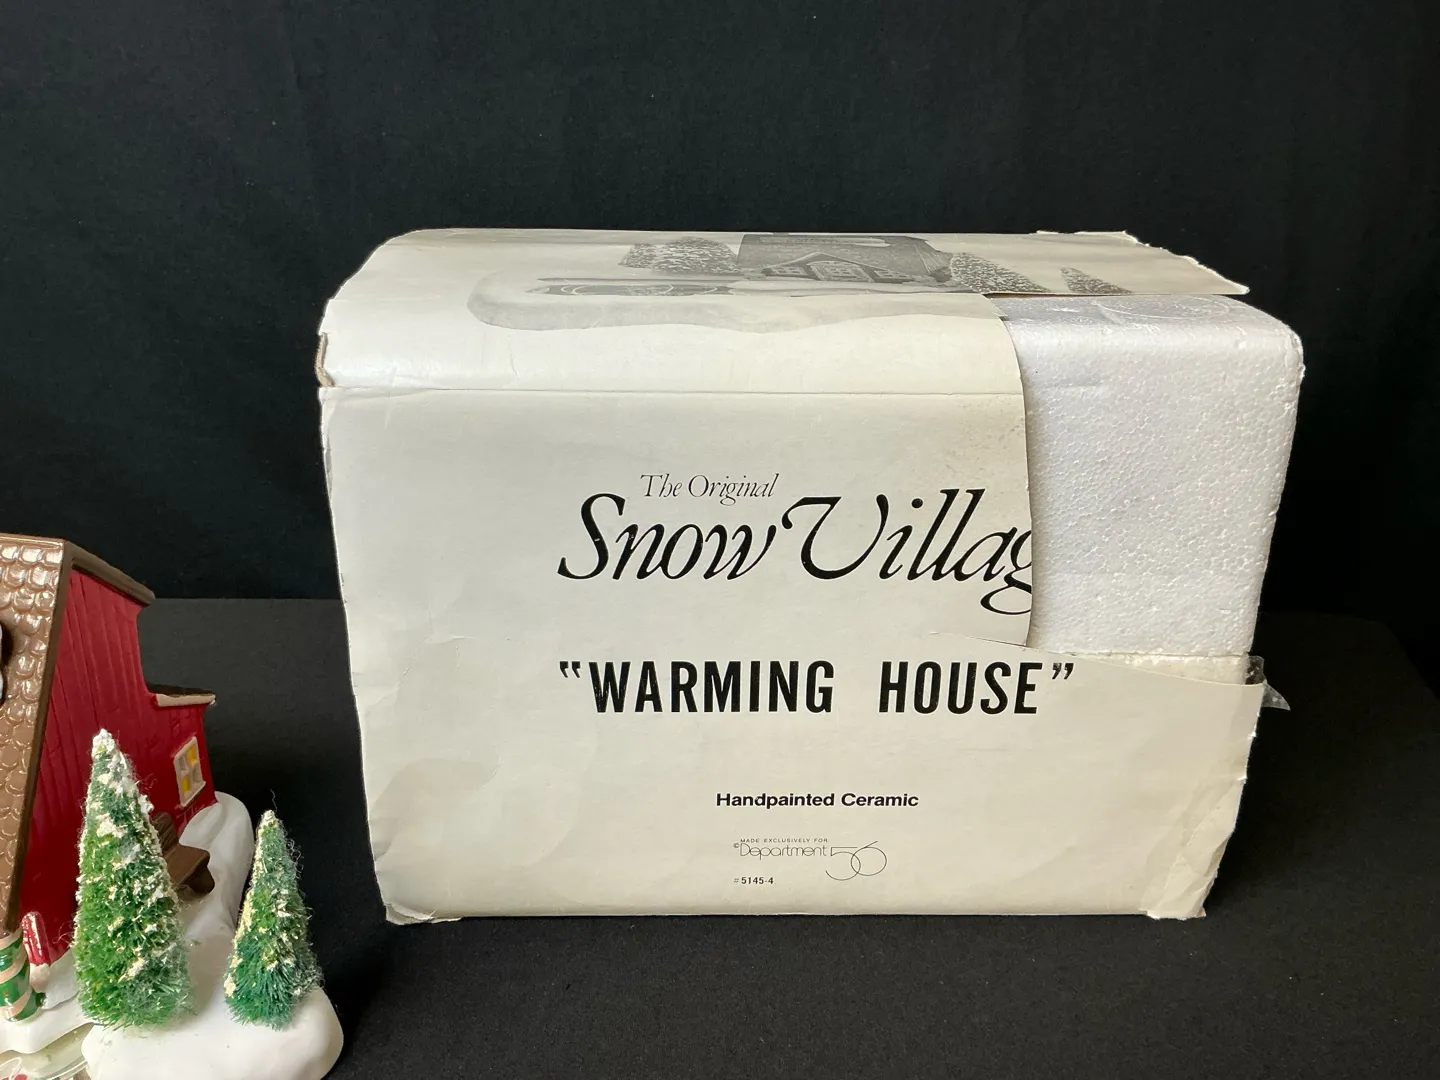 The Original
Snow Villag
"WARMING HOUSE"
Handpainted Ceramic
MADE EXCLUSIVELY FOR
©Department 56
#5145-4